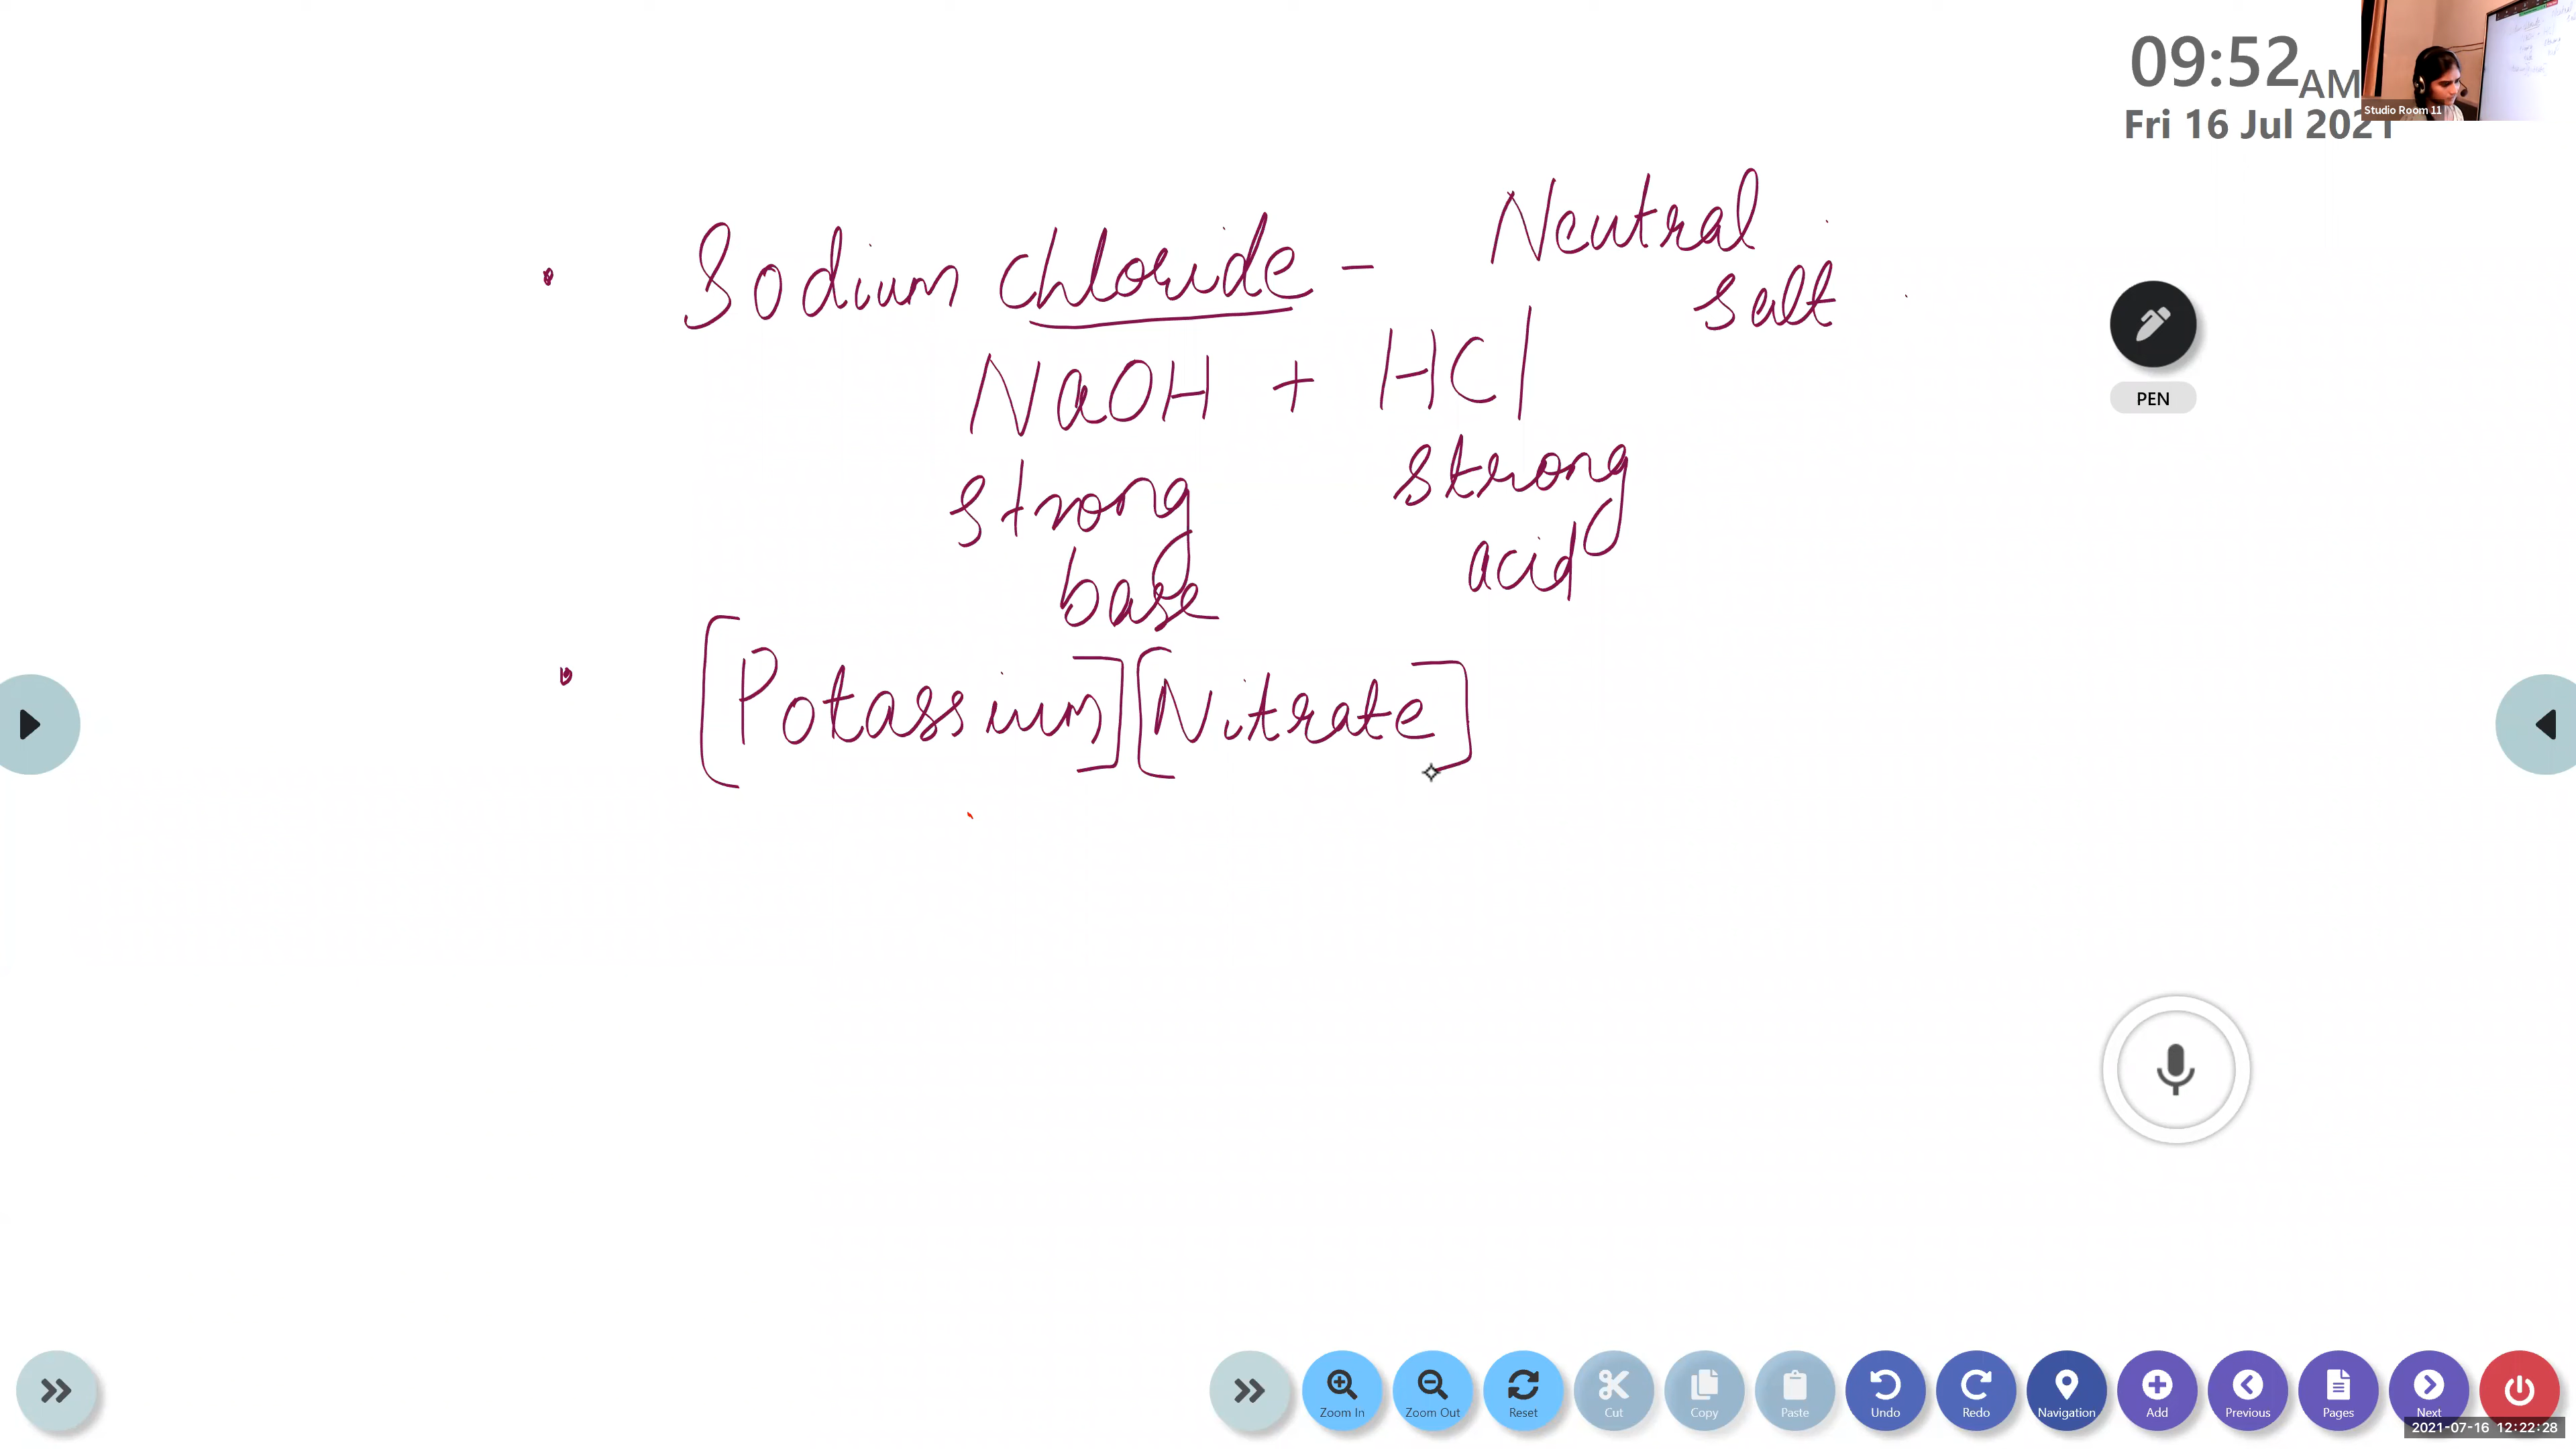 09:52 AM
Fri 16 Jul 2021
Studio Room 11
Sodium chloride - Neutral
salt
NaOH + HCl
strong strong
base acid
[Potassium] [Nitrate]
PEN
Zoom In Zoom Out Reset Cut Copy Paste Undo Redo Navigation Add Previous Pages Next
2021-07-16 12:22:28